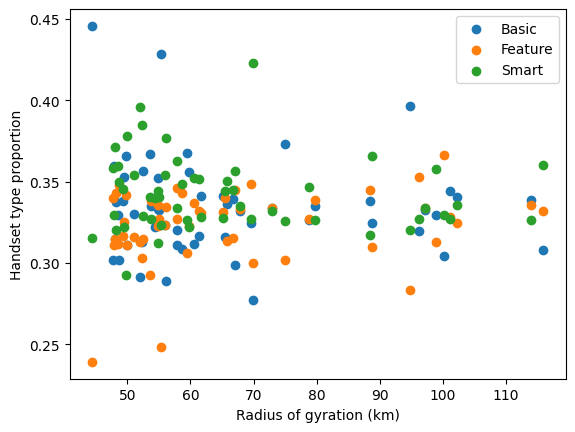 Basic
Feature
Smart
0.45
0.40
0.35
0.30
0.25
Handset type proportion
50 60 70 80 90 100 110
Radius of gyration (km)